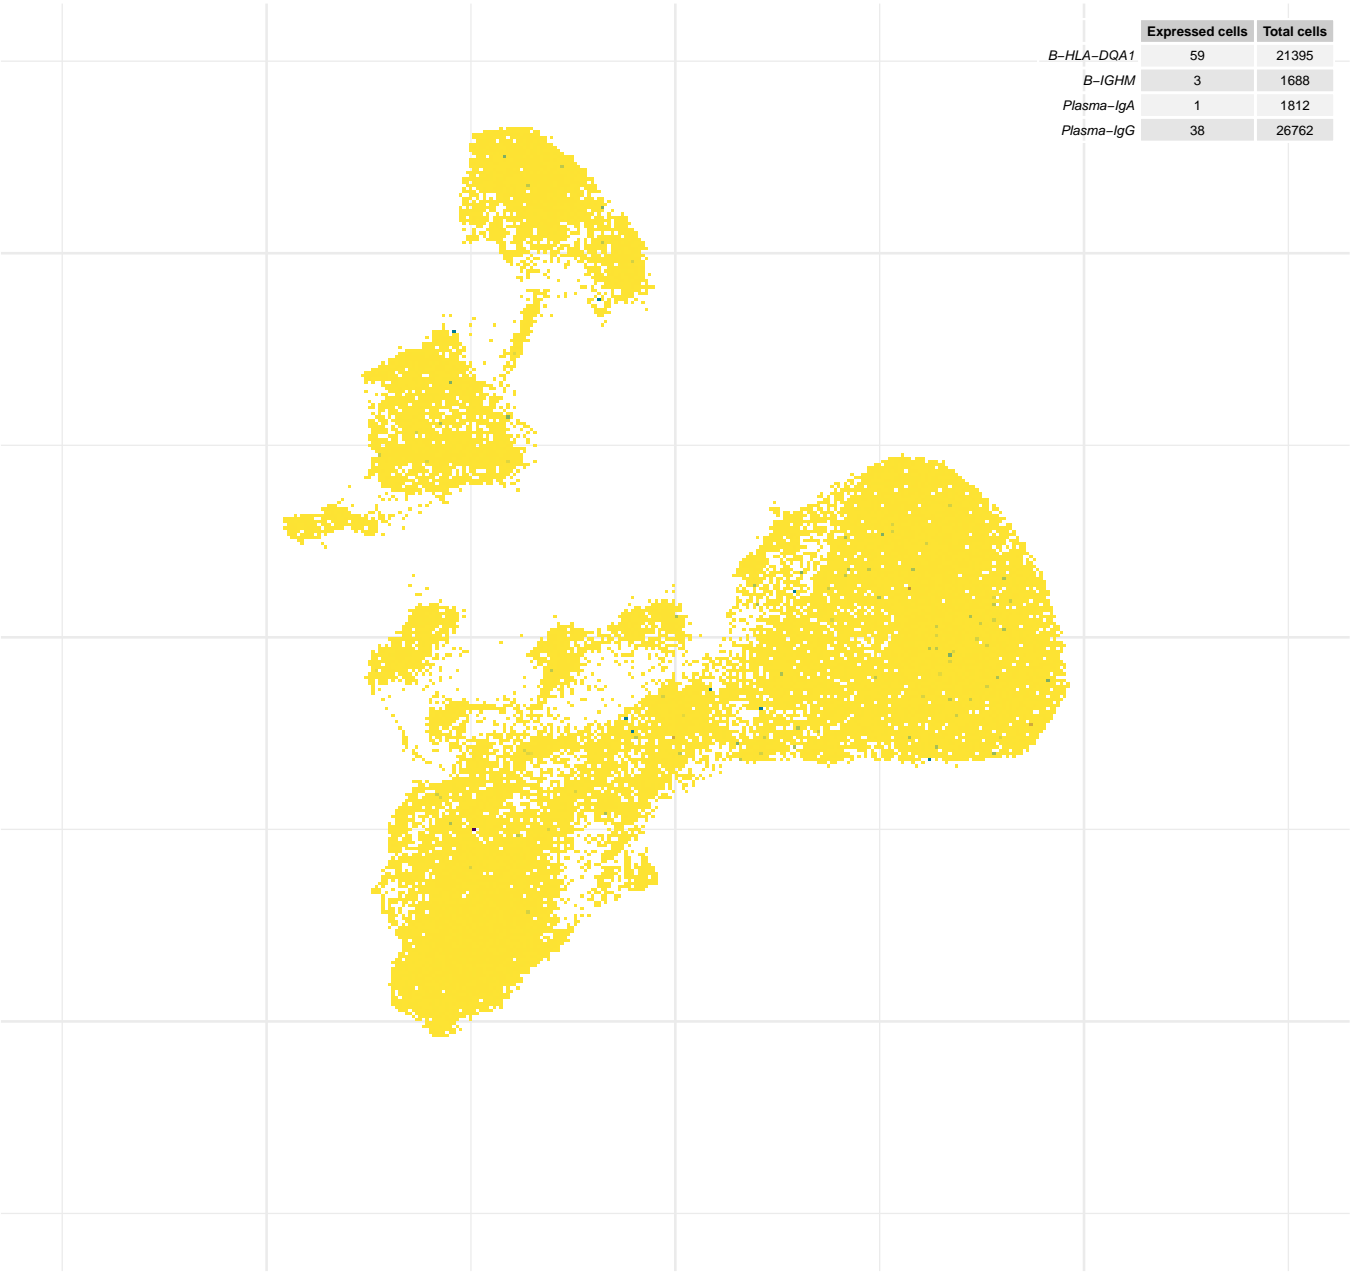 Expressed cells Total cells
B−HLA−DQA1 59 21395
B−IGHM 3 1688
Plasma−IgA 1 1812
Plasma−IgG 38 26762